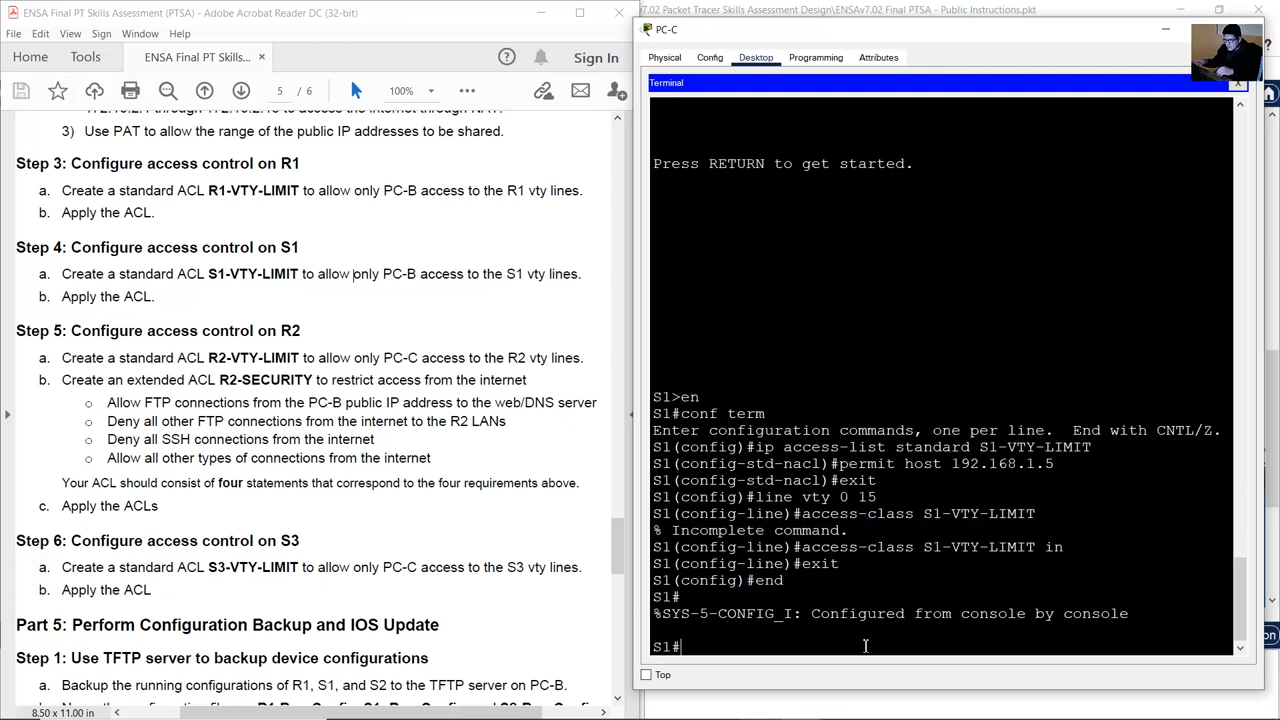 ENSA Final PT Skills Assessment (PTSA) - Adobe Acrobat Reader DC (32-bit)
File Edit View Sign Window Help
Home Tools ENSA Final PT Skills... × Sign In
5 / 6 100%
3) Use PAT to allow the range of the public IP addresses to be shared.
Step 3: Configure access control on R1
a. Create a standard ACL R1-VTY-LIMIT to allow only PC-B access to the R1 vty lines.
b. Apply the ACL.
Step 4: Configure access control on S1
a. Create a standard ACL S1-VTY-LIMIT to allow only PC-B access to the S1 vty lines.
b. Apply the ACL.
Step 5: Configure access control on R2
a. Create a standard ACL R2-VTY-LIMIT to allow only PC-C access to the R2 vty lines.
b. Create an extended ACL R2-SECURITY to restrict access from the internet
o Allow FTP connections from the PC-B public IP address to the web/DNS server
o Deny all other FTP connections from the internet to the R2 LANs
o Deny all SSH connections from the internet
o Allow all other types of connections from the internet
Your ACL should consist of four statements that correspond to the four requirements above.
c. Apply the ACLs
Step 6: Configure access control on S3
a. Create a standard ACL S3-VTY-LIMIT to allow only PC-C access to the S3 vty lines.
b. Apply the ACL
Part 5: Perform Configuration Backup and IOS Update
Step 1: Use TFTP server to backup device configurations
a. Backup the running configurations of R1, S1, and S2 to the TFTP server on PC-B.
8.50 x 11.00 in
v7.02 Packet Tracer Skills Assessment Design\ENSAv7.02 Final PTSA - Public Instructions.pkt
PC-C
Physical Config Desktop Programming Attributes
Terminal
Press RETURN to get started.
S1>en
S1#conf term
Enter configuration commands, one per line. End with CNTL/Z.
S1(config)#ip access-list standard S1-VTY-LIMIT
S1(config-std-nacl)#permit host 192.168.1.5
S1(config-std-nacl)#exit
S1(config)#line vty 0 15
S1(config-line)#access-class S1-VTY-LIMIT
% Incomplete command.
S1(config-line)#access-class S1-VTY-LIMIT in
S1(config-line)#exit
S1(config)#end
S1#
%SYS-5-CONFIG_I: Configured from console by console
S1#
Top